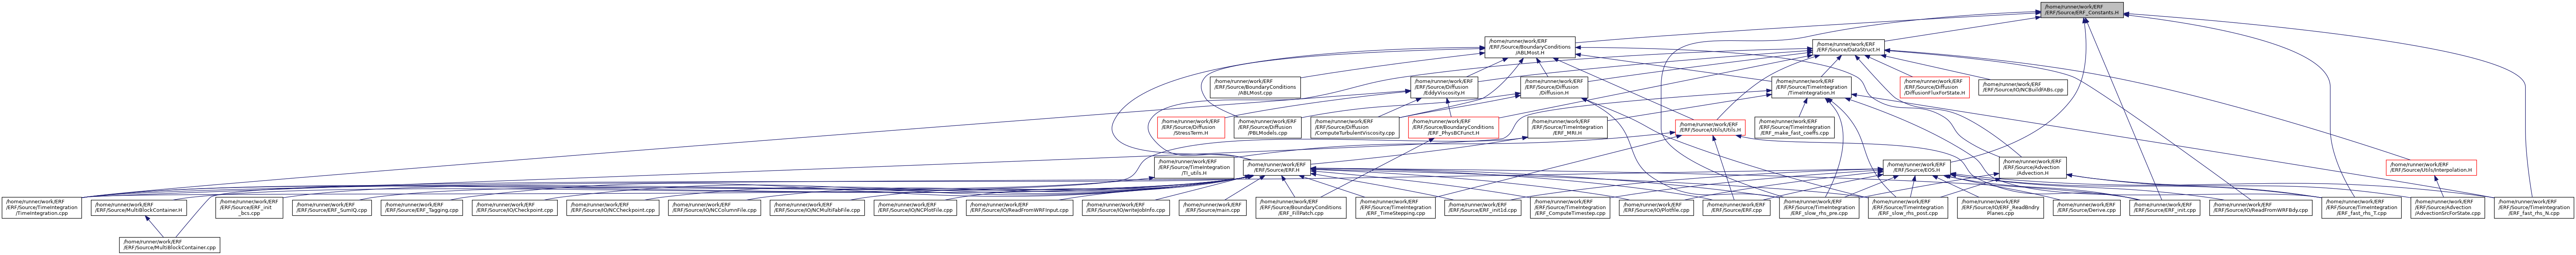 /home/runner/work/ERF
/ERF/Source/ERF_Constants.H
/home/runner/work/ERF
/ERF/Source/BoundaryConditions
/ABLMost.H
/home/runner/work/ERF
/ERF/Source/DataStruct.H
/home/runner/work/ERF
/ERF/Source/BoundaryConditions
/ABLMost.cpp
/home/runner/work/ERF
/ERF/Source/Diffusion
/EddyViscosity.H
/home/runner/work/ERF
/ERF/Source/Diffusion
/Diffusion.H
/home/runner/work/ERF
/ERF/Source/TimeIntegration
/TimeIntegration.H
/home/runner/work/ERF
/ERF/Source/Diffusion
/DiffusionFluxForState.H
/home/runner/work/ERF
/ERF/Source/IO/NCBuildFABs.cpp
/home/runner/work/ERF
/ERF/Source/Diffusion
/StressTerm.H
/home/runner/work/ERF
/ERF/Source/Diffusion
/PBLModels.cpp
/home/runner/work/ERF
/ERF/Source/Diffusion
/ComputeTurbulentViscosity.cpp
/home/runner/work/ERF
/ERF/Source/BoundaryConditions
/ERF_PhysBCFunct.H
/home/runner/work/ERF
/ERF/Source/TimeIntegration
/ERF_MRI.H
/home/runner/work/ERF
/ERF/Source/Utils/Utils.H
/home/runner/work/ERF
/ERF/Source/TimeIntegration
/ERF_make_fast_coeffs.cpp
/home/runner/work/ERF
/ERF/Source/TimeIntegration
/TI_utils.H
/home/runner/work/ERF
/ERF/Source/ERF.H
/home/runner/work/ERF
/ERF/Source/EOS.H
/home/runner/work/ERF
/ERF/Source/Advection
/Advection.H
/home/runner/work/ERF
/ERF/Source/Utils/Interpolation.H
/home/runner/work/ERF
/ERF/Source/TimeIntegration
/TimeIntegration.cpp
/home/runner/work/ERF
/ERF/Source/MultiBlockContainer.H
/home/runner/work/ERF
/ERF/Source/ERF_init
_bcs.cpp
/home/runner/work/ERF
/ERF/Source/ERF_SumIQ.cpp
/home/runner/work/ERF
/ERF/Source/ERF_Tagging.cpp
/home/runner/work/ERF
/ERF/Source/IO/Checkpoint.cpp
/home/runner/work/ERF
/ERF/Source/IO/NCCheckpoint.cpp
/home/runner/work/ERF
/ERF/Source/IO/NCColumnFile.cpp
/home/runner/work/ERF
/ERF/Source/IO/NCMultiFabFile.cpp
/home/runner/work/ERF
/ERF/Source/IO/NCPlotFile.cpp
/home/runner/work/ERF
/ERF/Source/IO/ReadFromWRFInput.cpp
/home/runner/work/ERF
/ERF/Source/IO/writeJobInfo.cpp
/home/runner/work/ERF
/ERF/Source/main.cpp
/home/runner/work/ERF
/ERF/Source/BoundaryConditions
/ERF_FillPatch.cpp
/home/runner/work/ERF
/ERF/Source/TimeIntegration
/ERF_TimeStepping.cpp
/home/runner/work/ERF
/ERF/Source/ERF_init1d.cpp
/home/runner/work/ERF
/ERF/Source/TimeIntegration
/ERF_ComputeTimestep.cpp
/home/runner/work/ERF
/ERF/Source/IO/Plotfile.cpp
/home/runner/work/ERF
/ERF/Source/ERF.cpp
/home/runner/work/ERF
/ERF/Source/TimeIntegration
/ERF_slow_rhs_pre.cpp
/home/runner/work/ERF
/ERF/Source/TimeIntegration
/ERF_slow_rhs_post.cpp
/home/runner/work/ERF
/ERF/Source/IO/ERF_ReadBndry
Planes.cpp
/home/runner/work/ERF
/ERF/Source/Derive.cpp
/home/runner/work/ERF
/ERF/Source/ERF_init.cpp
/home/runner/work/ERF
/ERF/Source/IO/ReadFromWRFBdy.cpp
/home/runner/work/ERF
/ERF/Source/TimeIntegration
/ERF_fast_rhs_T.cpp
/home/runner/work/ERF
/ERF/Source/Advection
/AdvectionSrcForState.cpp
/home/runner/work/ERF
/ERF/Source/TimeIntegration
/ERF_fast_rhs_N.cpp
/home/runner/work/ERF
/ERF/Source/MultiBlockContainer.cpp